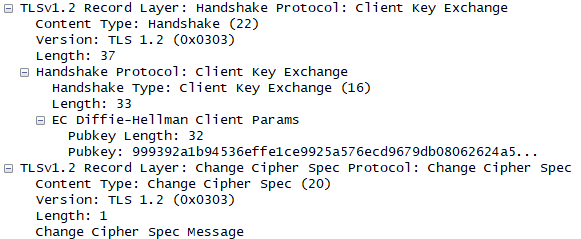 TLSv1.2 Record Layer: Handshake Protocol: Client Key Exchange
Content Type: Handshake (22)
Version: TLS 1.2 (0x0303)
Length: 37
Handshake Protocol: Client Key Exchange
Handshake Type: Client Key Exchange (16)
Length: 33
EC Diffie-Hellman Client Params
Pubkey Length: 32
Pubkey: 999392a1b94536effe1ce9925a576ecd9679db08062624a5...
TLSv1.2 Record Layer: Change Cipher Spec Protocol: Change Cipher Spec
Content Type: Change Cipher Spec (20)
Version: TLS 1.2 (0x0303)
Length: 1
Change Cipher Spec Message